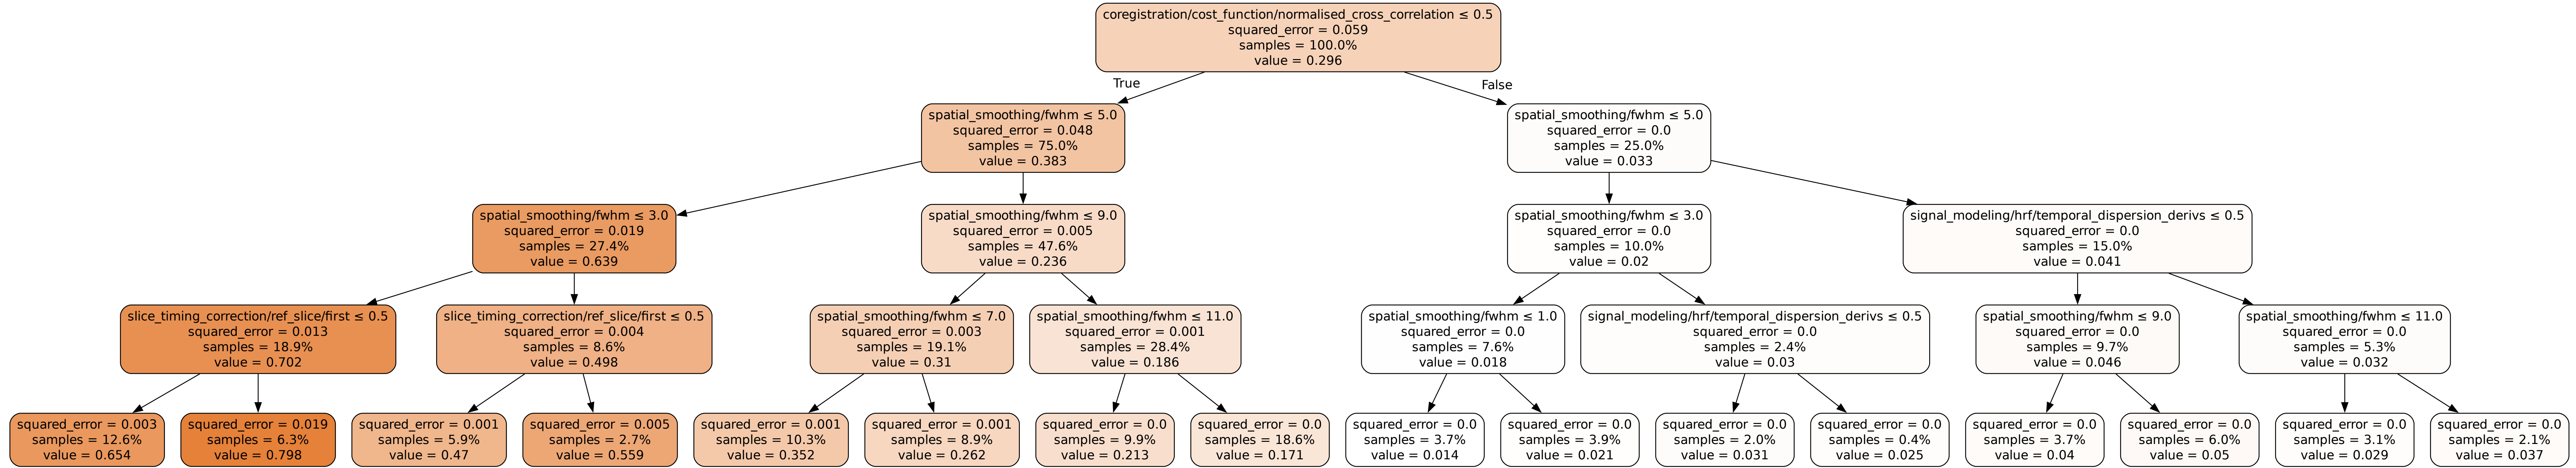 coregistration/cost_function/normalised_cross_correlation ≤ 0.5
squared_error = 0.059
samples = 100.0%
value = 0.296
True
False
spatial_smoothing/fwhm ≤ 5.0
squared_error = 0.048
samples = 75.0%
value = 0.383
spatial_smoothing/fwhm ≤ 5.0
squared_error = 0.0
samples = 25.0%
value = 0.033
spatial_smoothing/fwhm ≤ 3.0
squared_error = 0.019
samples = 27.4%
value = 0.639
spatial_smoothing/fwhm ≤ 9.0
squared_error = 0.005
samples = 47.6%
value = 0.236
spatial_smoothing/fwhm ≤ 3.0
squared_error = 0.0
samples = 10.0%
value = 0.02
signal_modeling/hrf/temporal_dispersion_derivs ≤ 0.5
squared_error = 0.0
samples = 15.0%
value = 0.041
slice_timing_correction/ref_slice/first ≤ 0.5
squared_error = 0.013
samples = 18.9%
value = 0.702
slice_timing_correction/ref_slice/first ≤ 0.5
squared_error = 0.004
samples = 8.6%
value = 0.498
spatial_smoothing/fwhm ≤ 7.0
squared_error = 0.003
samples = 19.1%
value = 0.31
spatial_smoothing/fwhm ≤ 11.0
squared_error = 0.001
samples = 28.4%
value = 0.186
spatial_smoothing/fwhm ≤ 1.0
squared_error = 0.0
samples = 7.6%
value = 0.018
signal_modeling/hrf/temporal_dispersion_derivs ≤ 0.5
squared_error = 0.0
samples = 2.4%
value = 0.03
spatial_smoothing/fwhm ≤ 9.0
squared_error = 0.0
samples = 9.7%
value = 0.046
spatial_smoothing/fwhm ≤ 11.0
squared_error = 0.0
samples = 5.3%
value = 0.032
squared_error = 0.003
samples = 12.6%
value = 0.654
squared_error = 0.019
samples = 6.3%
value = 0.798
squared_error = 0.001
samples = 5.9%
value = 0.47
squared_error = 0.005
samples = 2.7%
value = 0.559
squared_error = 0.001
samples = 10.3%
value = 0.352
squared_error = 0.001
samples = 8.9%
value = 0.262
squared_error = 0.0
samples = 9.9%
value = 0.213
squared_error = 0.0
samples = 18.6%
value = 0.171
squared_error = 0.0
samples = 3.7%
value = 0.014
squared_error = 0.0
samples = 3.9%
value = 0.021
squared_error = 0.0
samples = 2.0%
value = 0.031
squared_error = 0.0
samples = 0.4%
value = 0.025
squared_error = 0.0
samples = 3.7%
value = 0.04
squared_error = 0.0
samples = 6.0%
value = 0.05
squared_error = 0.0
samples = 3.1%
value = 0.029
squared_error = 0.0
samples = 2.1%
value = 0.037